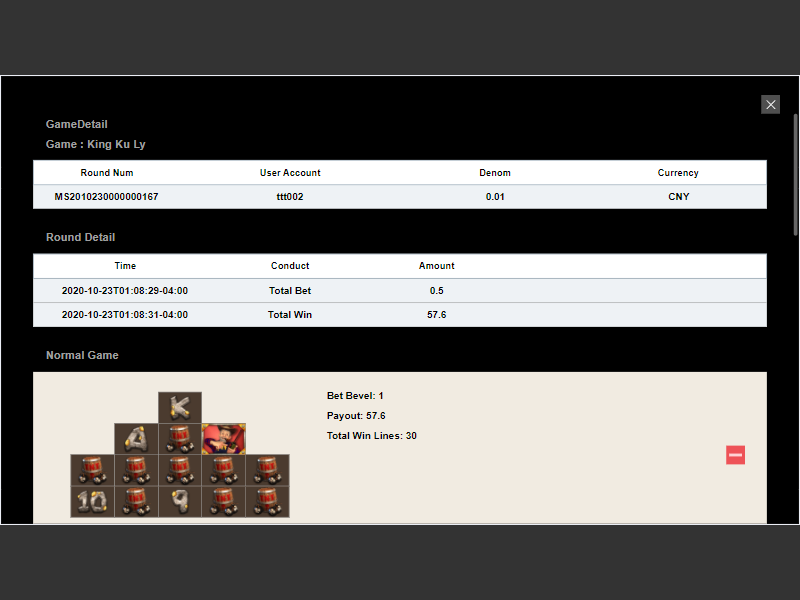 GameDetail
Game : King Ku Ly
Round Num User Account Denom Currency
MS2010230000000167 ttt002 0.01 CNY
Round Detail
Time Conduct Amount
2020-10-23T01:08:29-04:00 Total Bet 0.5
2020-10-23T01:08:31-04:00 Total Win 57.6
Normal Game
Bet Bevel: 1
Payout: 57.6
Total Win Lines: 30
K
A
10 9